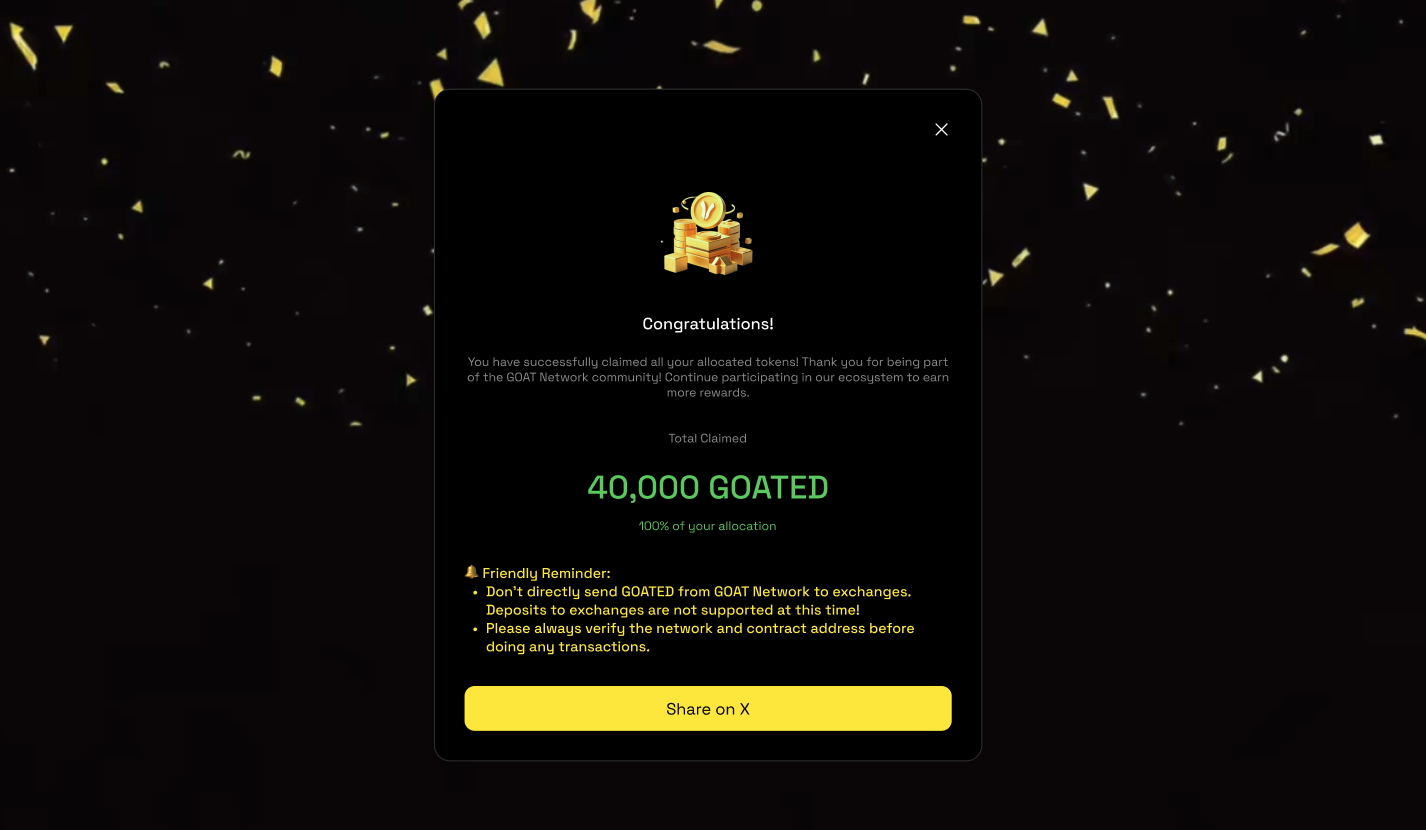 Congratulations!
You have successfully claimed all your allocated tokens! Thank you for being part
of the GOAT Network community! Continue participating in our ecosystem to earn
more rewards.
Total Claimed
40,000 GOATED
100% of your allocation
🔔 Friendly Reminder:
• Don't directly send GOATED from GOAT Network to exchanges.
Deposits to exchanges are not supported at this time!
• Please always verify the network and contract address before
doing any transactions.
Share on X